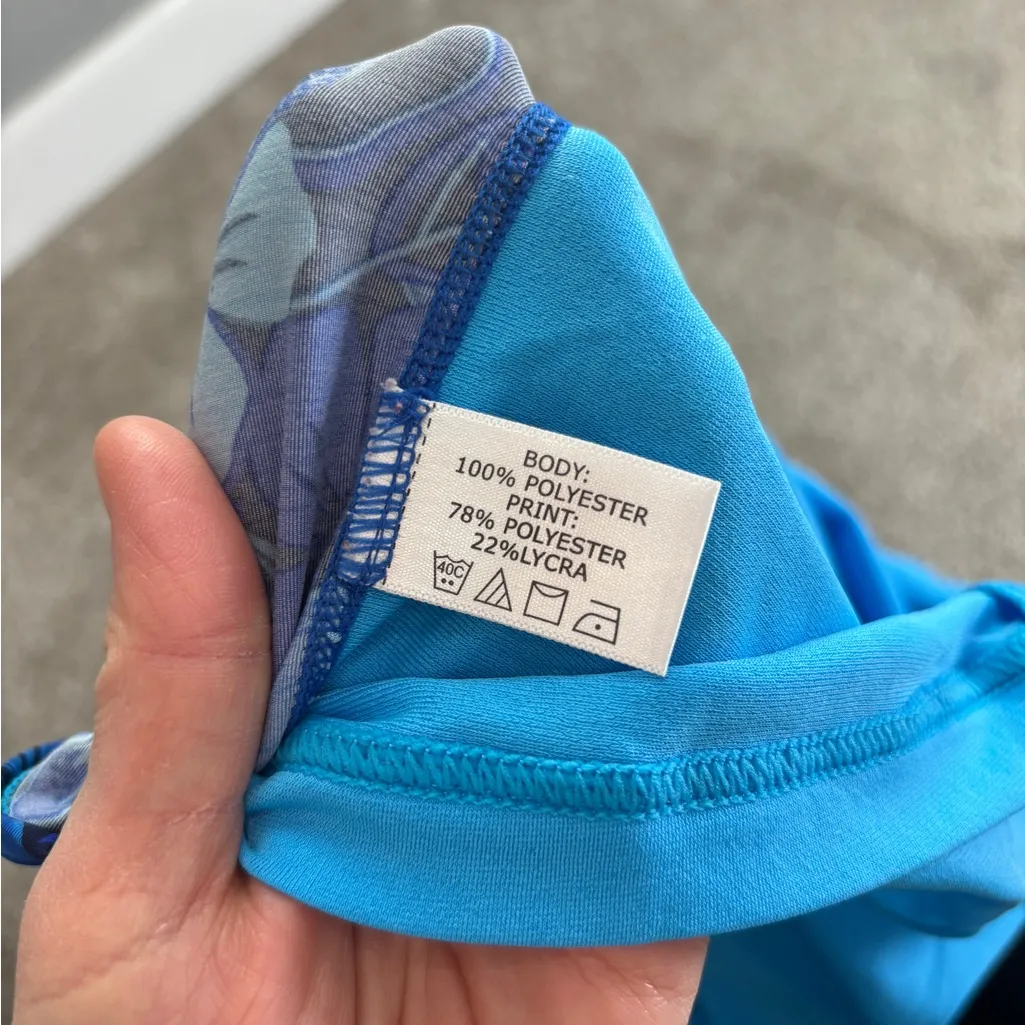 BODY:
100% POLYESTER
PRINT:
78% POLYESTER
22%LYCRA
40C